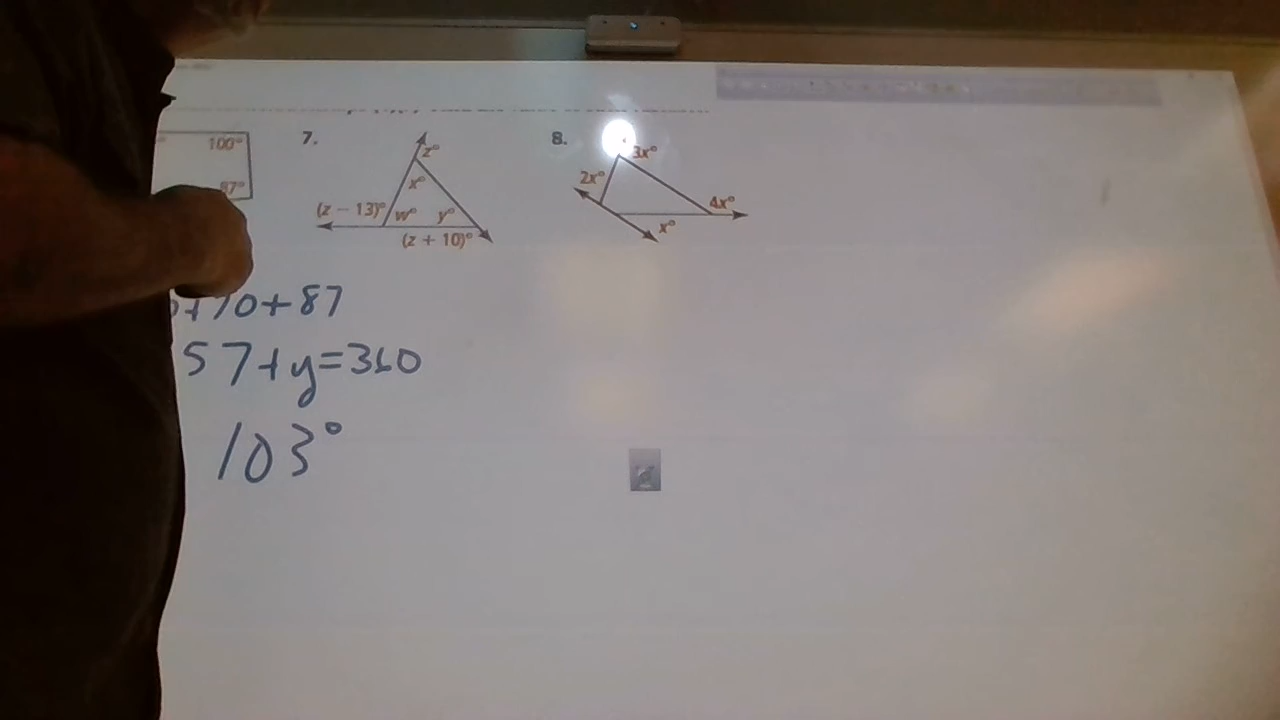 100°
87°
7.
z°
x°
(z − 13)°
w°
y°
(z + 10)°
8.
3x°
2x°
4x°
x°
+70+87
57+y=360
103°